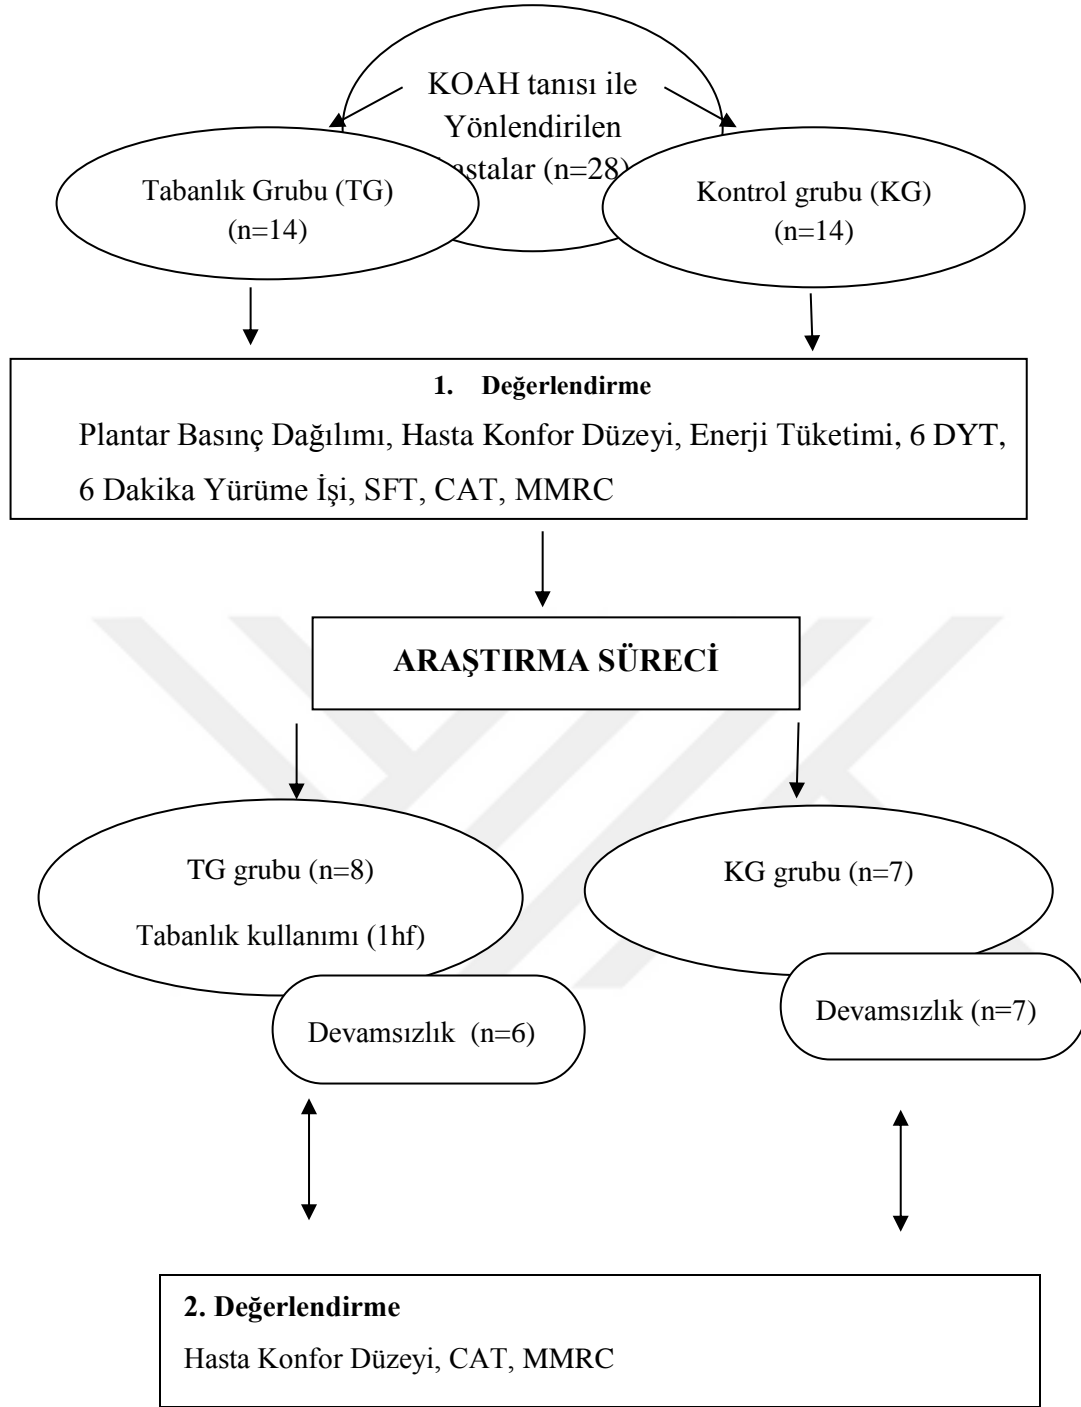 KOAH tanısı ile
Yönlendirilen
astalar (n=28)
Tabanlık Grubu (TG)
(n=14)
Kontrol grubu (KG)
(n=14)
1. Değerlendirme
Plantar Basınç Dağılımı, Hasta Konfor Düzeyi, Enerji Tüketimi, 6 DYT,
6 Dakika Yürüme İşi, SFT, CAT, MMRC
ARAŞTIRMA SÜRECİ
TG grubu (n=8)
Tabanlık kullanımı (1hf)
KG grubu (n=7)
Devamsızlık (n=6)
Devamsızlık (n=7)
2. Değerlendirme
Hasta Konfor Düzeyi, CAT, MMRC